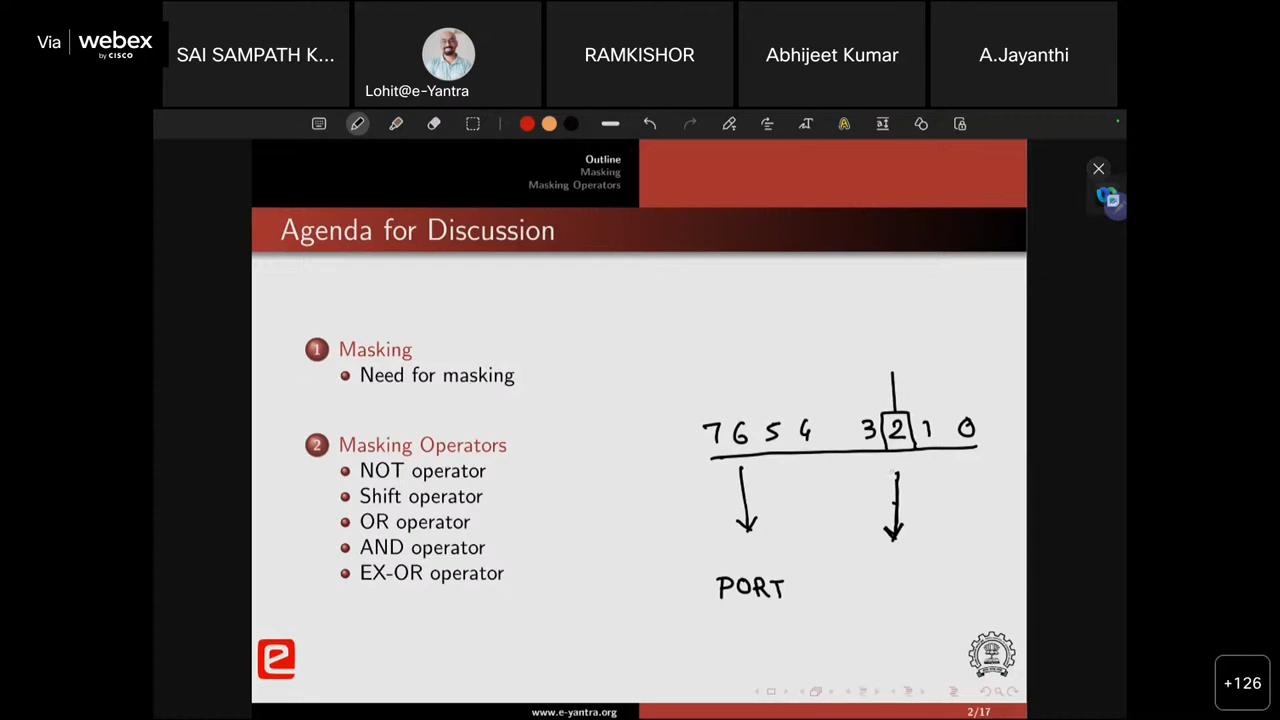 Via webex
by CISCO
SAI SAMPATH K...
Lohit@e-Yantra
RAMKISHOR
Abhijeet Kumar
A.Jayanthi
Outline
Masking
Masking Operators
Agenda for Discussion
1 Masking
Need for masking
2 Masking Operators
NOT operator
Shift operator
OR operator
AND operator
EX-OR operator
7 6 5 4 3 2 1 0
PORT
e
www.e-yantra.org
2/17
+126